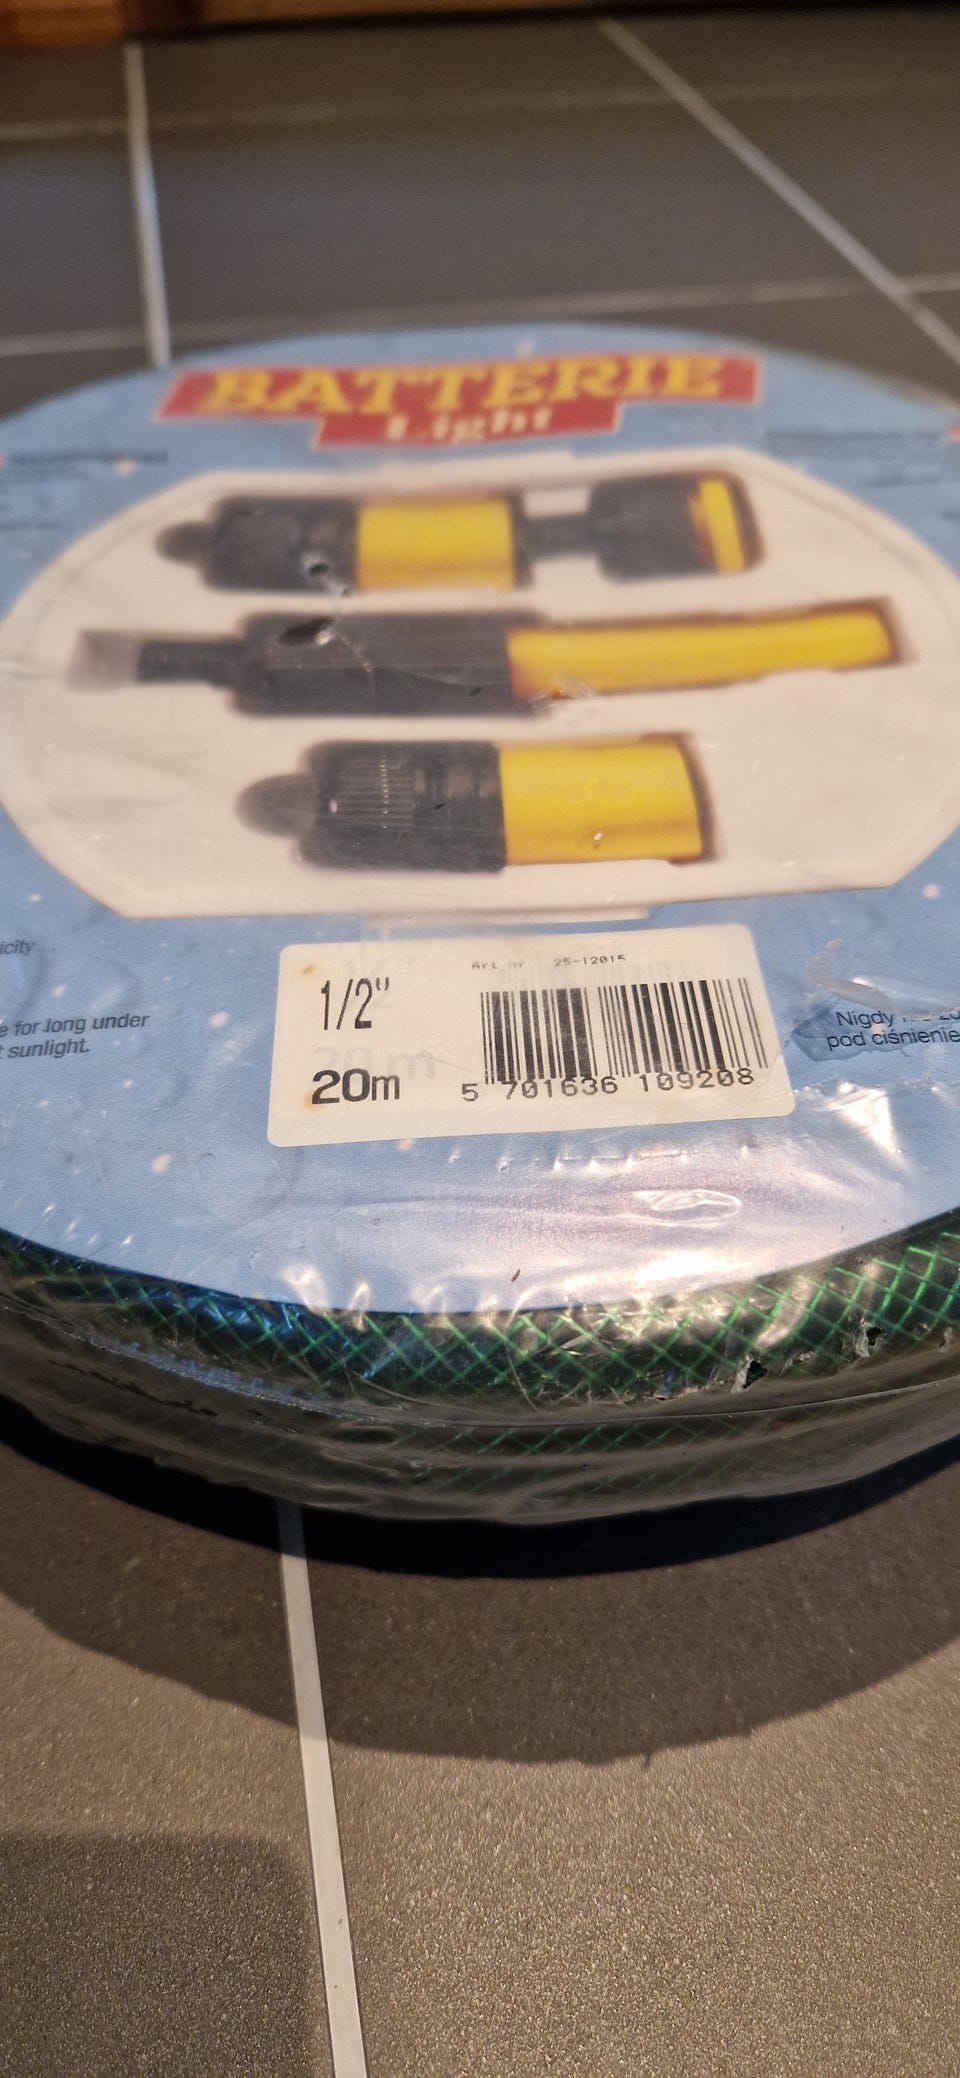 BATTERIE
Light
icity
e for long under
t sunlight.
Art nr 25-12015
1/2"
20m
5 701636 109208
Nigdy
pod ciśnienie